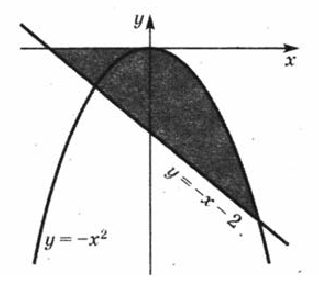 y
x
y = -x - 2.
y = -x²